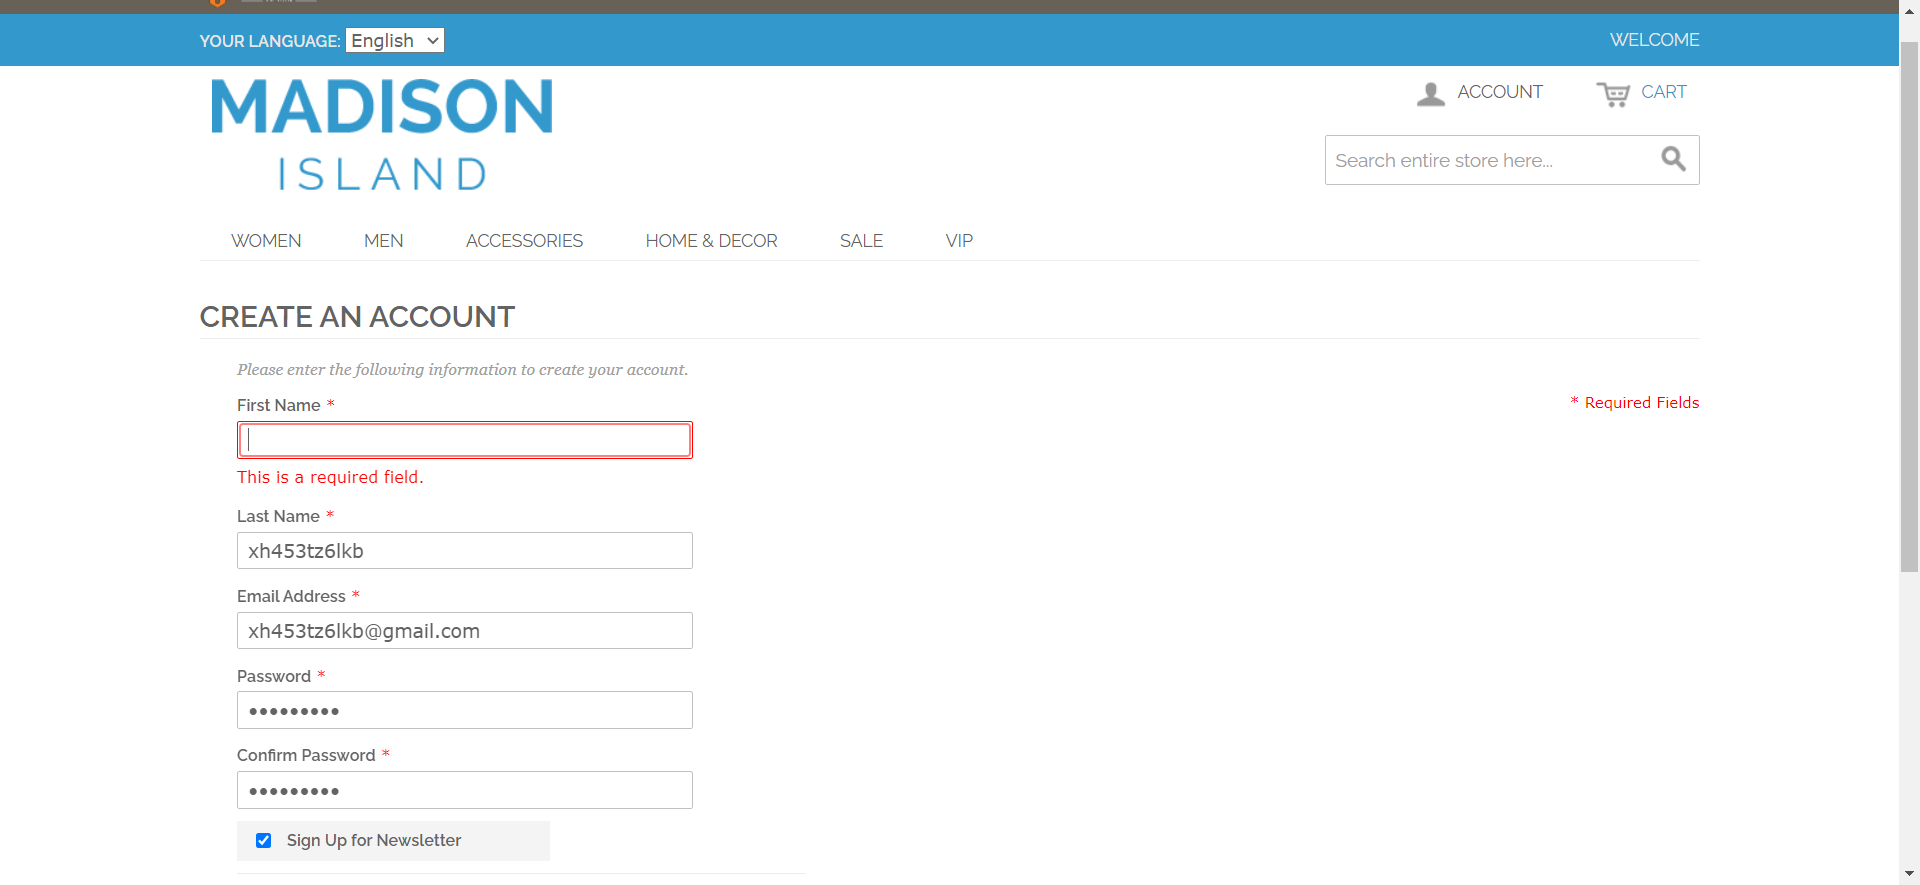 YOUR LANGUAGE: English
WELCOME
MADISON
ISLAND
ACCOUNT
CART
Search entire store here...
WOMEN
MEN
ACCESSORIES
HOME & DECOR
SALE
VIP
CREATE AN ACCOUNT
Please enter the following information to create your account.
First Name *
* Required Fields
This is a required field.
Last Name *
xh453tz6lkb
Email Address *
xh453tz6lkb@gmail.com
Password *
•••••••••
Confirm Password *
•••••••••
Sign Up for Newsletter